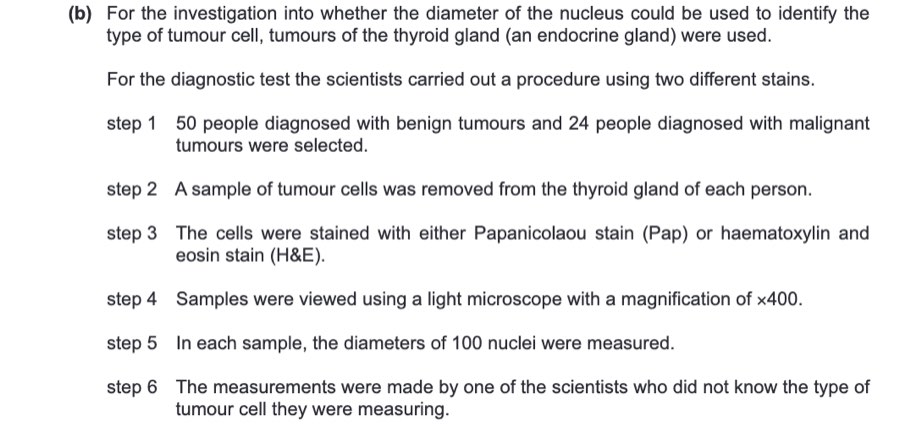 (b) For the investigation into whether the diameter of the nucleus could be used to identify the
type of tumour cell, tumours of the thyroid gland (an endocrine gland) were used.
For the diagnostic test the scientists carried out a procedure using two different stains.
step 1 50 people diagnosed with benign tumours and 24 people diagnosed with malignant
tumours were selected.
step 2 A sample of tumour cells was removed from the thyroid gland of each person.
step 3 The cells were stained with either Papanicolaou stain (Pap) or haematoxylin and
eosin stain (H&E).
step 4 Samples were viewed using a light microscope with a magnification of ×400.
step 5 In each sample, the diameters of 100 nuclei were measured.
step 6 The measurements were made by one of the scientists who did not know the type of
tumour cell they were measuring.